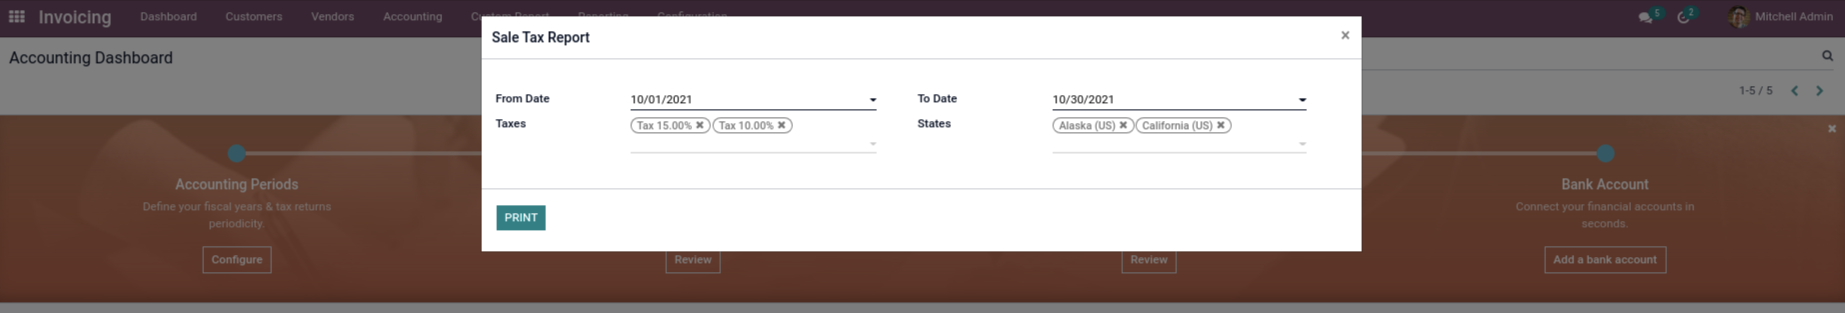 Invoicing Dashboard Customers Vendors Accounting Custom Report Reporting Configuration 5 2 Mitchell Admin
Accounting Dashboard
Sale Tax Report ×
1-5 / 5
From Date 10/01/2021 To Date 10/30/2021
Taxes Tax 15.00% ✖ Tax 10.00% ✖ States Alaska (US) ✖ California (US) ✖
PRINT
Accounting Periods
Define your fiscal years & tax returns
periodicity.
Configure
Review
Review
Bank Account
Connect your financial accounts in
seconds.
Add a bank account